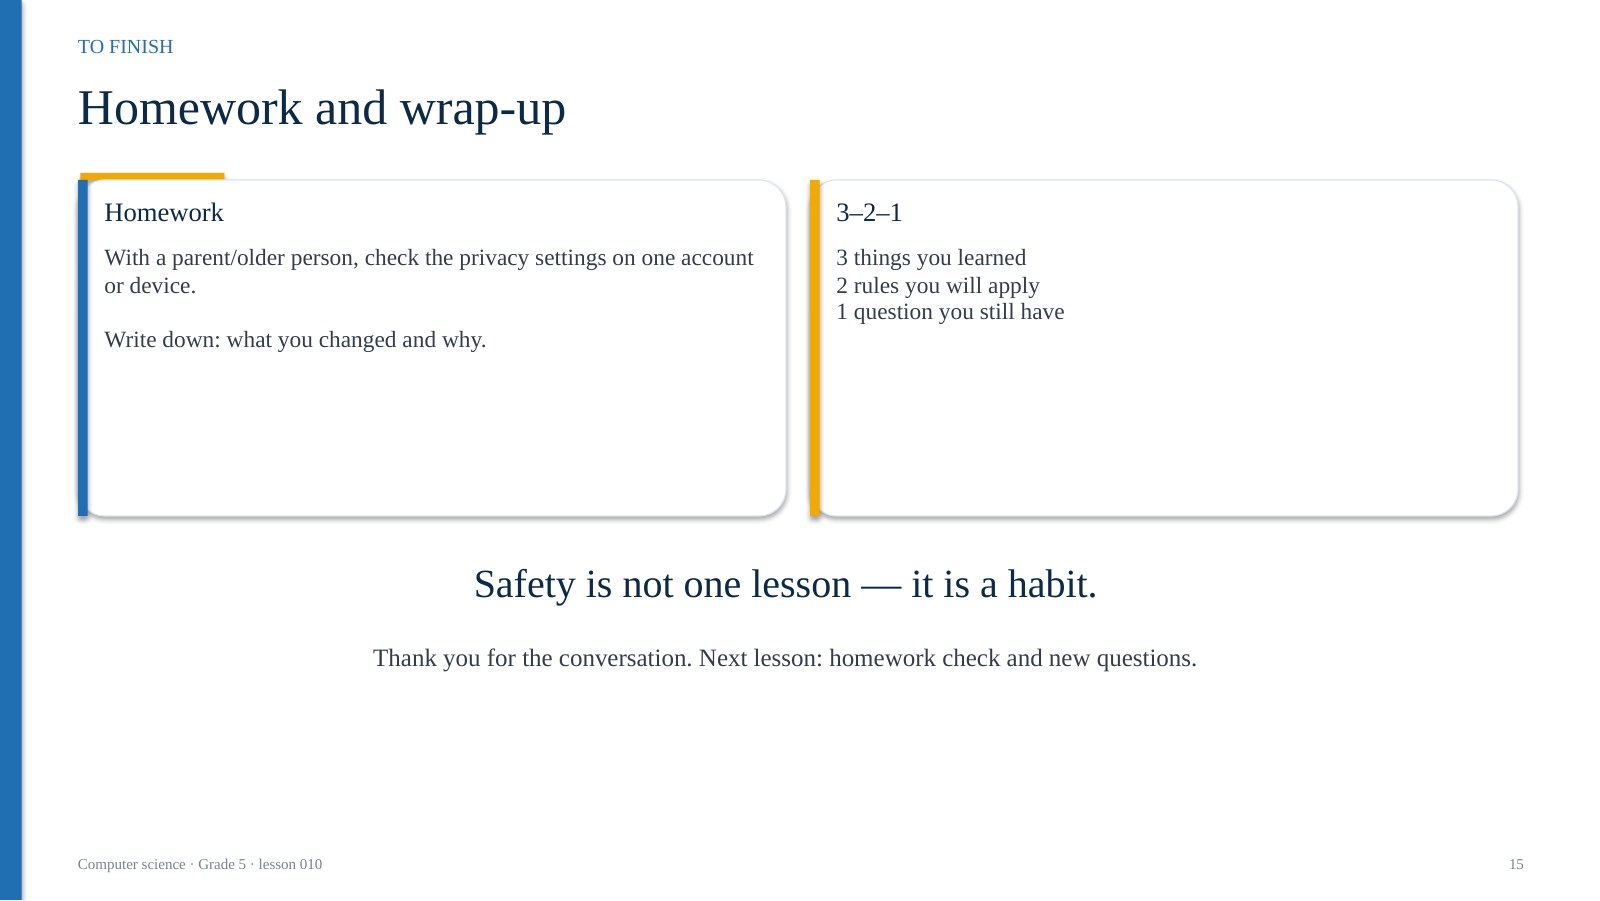 TO FINISH
Homework and wrap-up
Homework
With a parent/older person, check the privacy settings on one account
or device.
Write down: what you changed and why.
3–2–1
3 things you learned
2 rules you will apply
1 question you still have
Safety is not one lesson — it is a habit.
Thank you for the conversation. Next lesson: homework check and new questions.
Computer science · Grade 5 · lesson 010
15